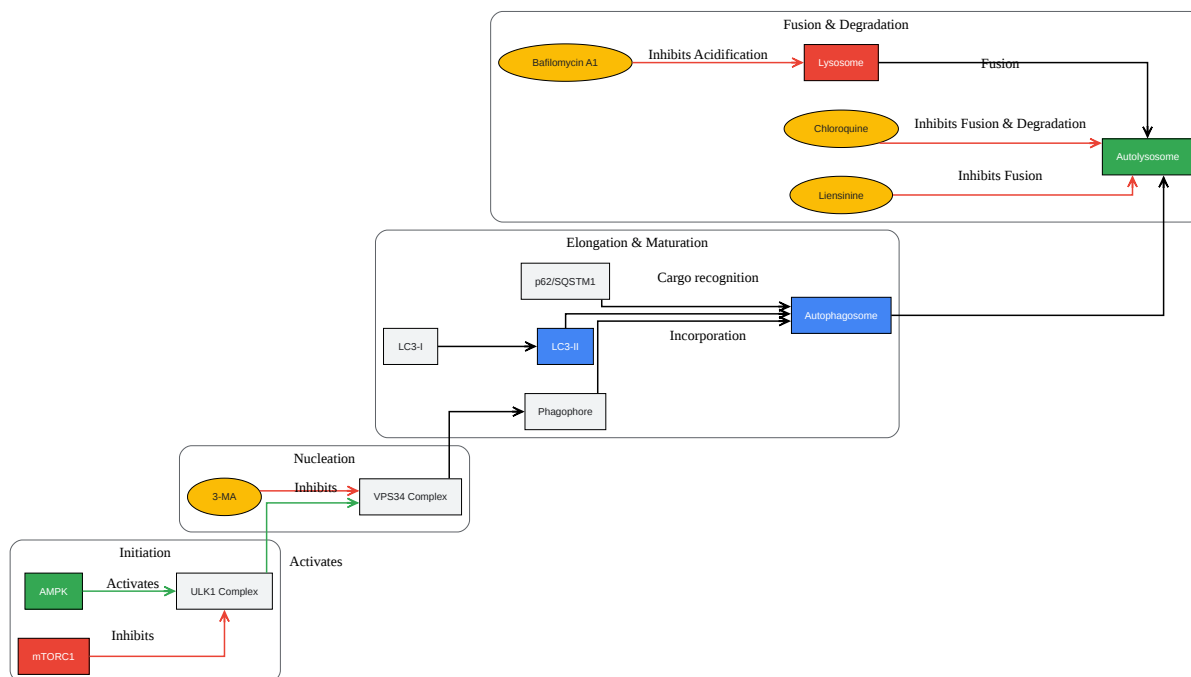 Fusion & Degradation
Bafilomycin A1
Inhibits Acidification
Lysosome
Fusion
Chloroquine
Inhibits Fusion & Degradation
Autolysosome
Liensinine
Inhibits Fusion
Elongation & Maturation
p62/SQSTM1
Cargo recognition
Autophagosome
LC3-I
LC3-II
Incorporation
Phagophore
Nucleation
3-MA
Inhibits
VPS34 Complex
Initiation
Activates
AMPK
Activates
ULK1 Complex
mTORC1
Inhibits